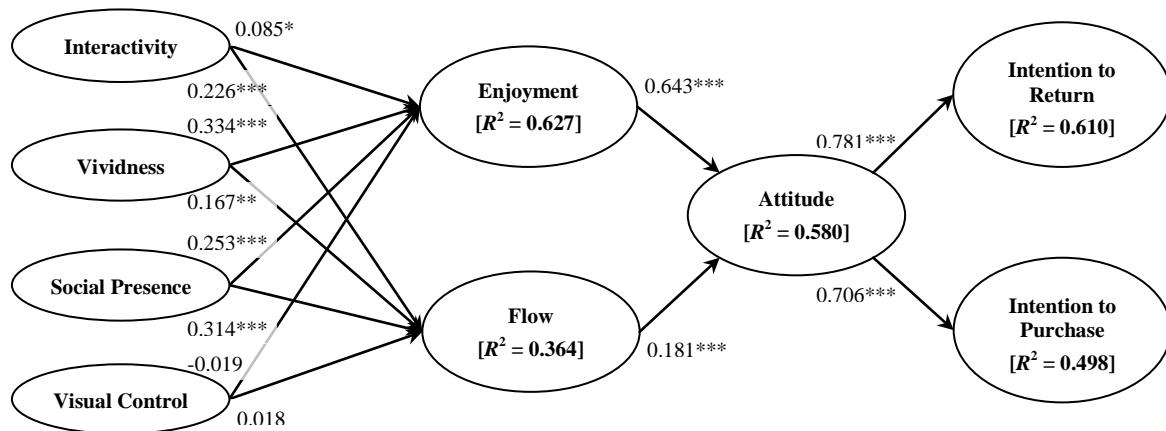 0.085*
Interactivity
0.226***
0.334***
Vividness
0.167**
0.253***
Social Presence
0.314***
-0.019
Visual Control
0.018
Enjoyment
[R² = 0.627]
0.643***
Flow
[R² = 0.364]
0.181***
Attitude
[R² = 0.580]
0.781***
0.706***
Intention to
Return
[R² = 0.610]
Intention to
Purchase
[R² = 0.498]